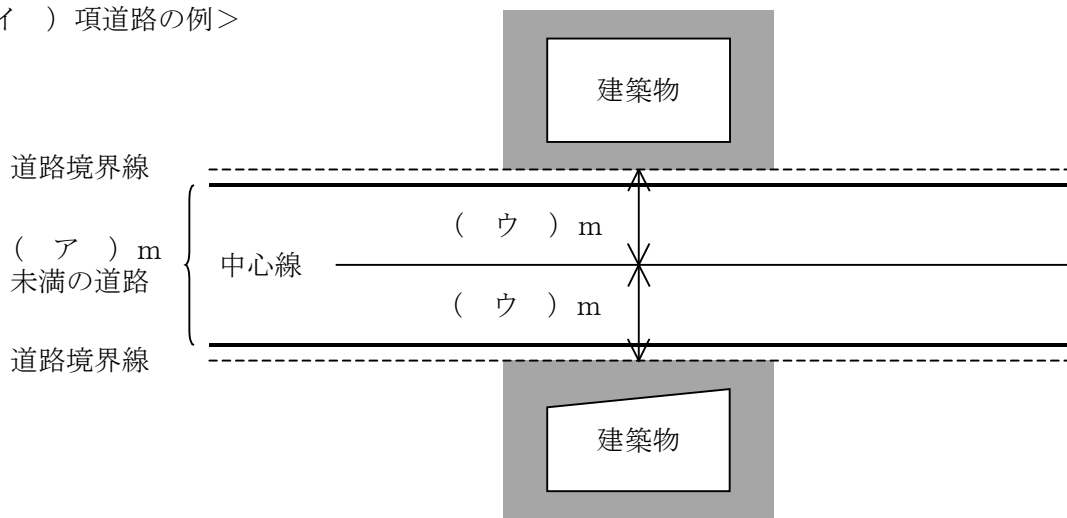 イ ）項道路の例＞
建築物
道路境界線
（ ウ ）m
（ ア ）m
未満の道路
中心線
（ ウ ）m
道路境界線
建築物